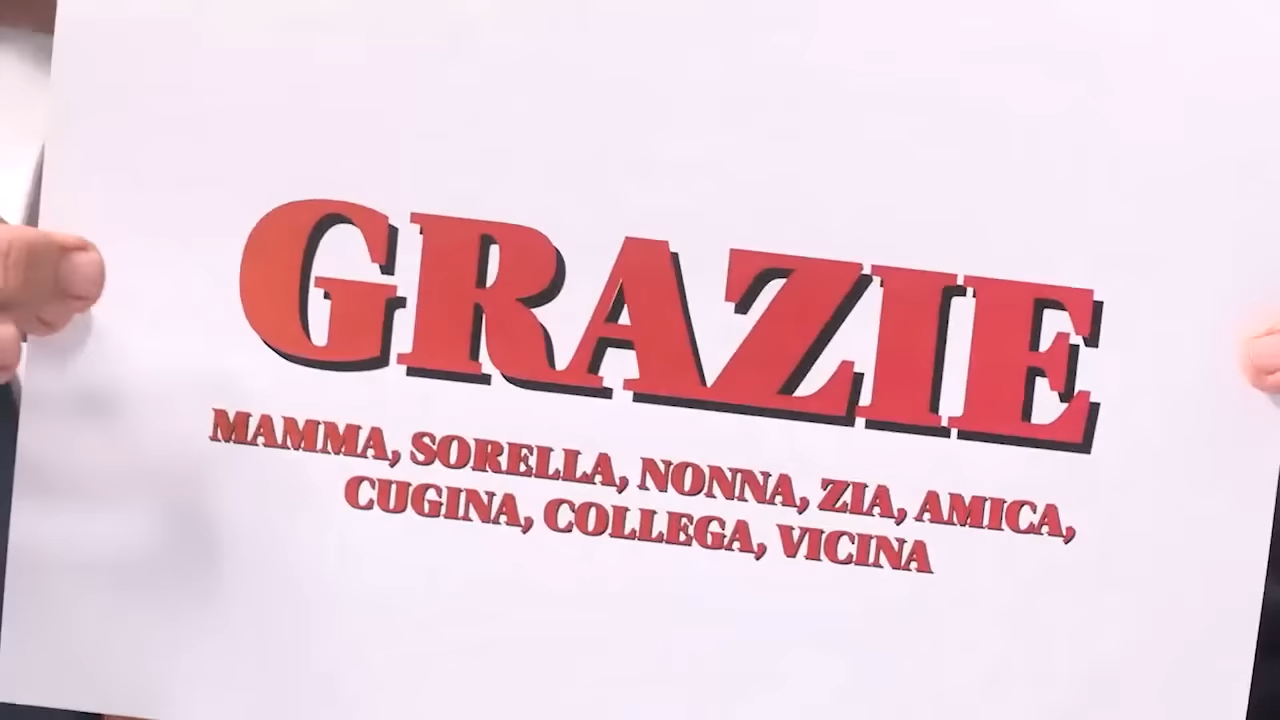 GRAZIE
MAMMA, SORELLA, NONNA, ZIA, AMICA,
CUGINA, COLLEGA, VICINA